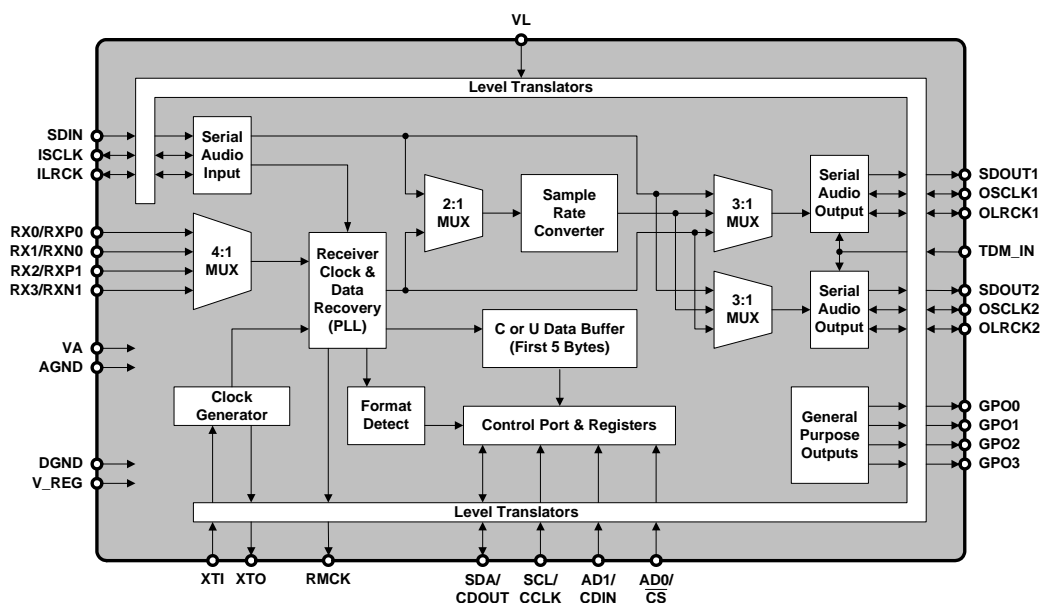 VL
Level Translators
SDIN
ISCLK
ILRCK
Serial
Audio
Input
2:1
MUX
Sample
Rate
Converter
3:1
MUX
Serial
Audio
Output
SDOUT1
OSCLK1
OLRCK1
RX0/RXP0
RX1/RXN0
RX2/RXP1
RX3/RXN1
4:1
MUX
Receiver
Clock &
Data
Recovery
(PLL)
TDM_IN
3:1
MUX
Serial
Audio
Output
SDOUT2
OSCLK2
OLRCK2
C or U Data Buffer
(First 5 Bytes)
VA
AGND
Clock
Generator
Format
Detect
Control Port & Registers
General
Purpose
Outputs
GPO0
GPO1
GPO2
GPO3
DGND
V_REG
Level Translators
XTI
XTO
RMCK
SDA/
CDOUT
SCL/
CCLK
AD1/
CDIN
AD0/
CS